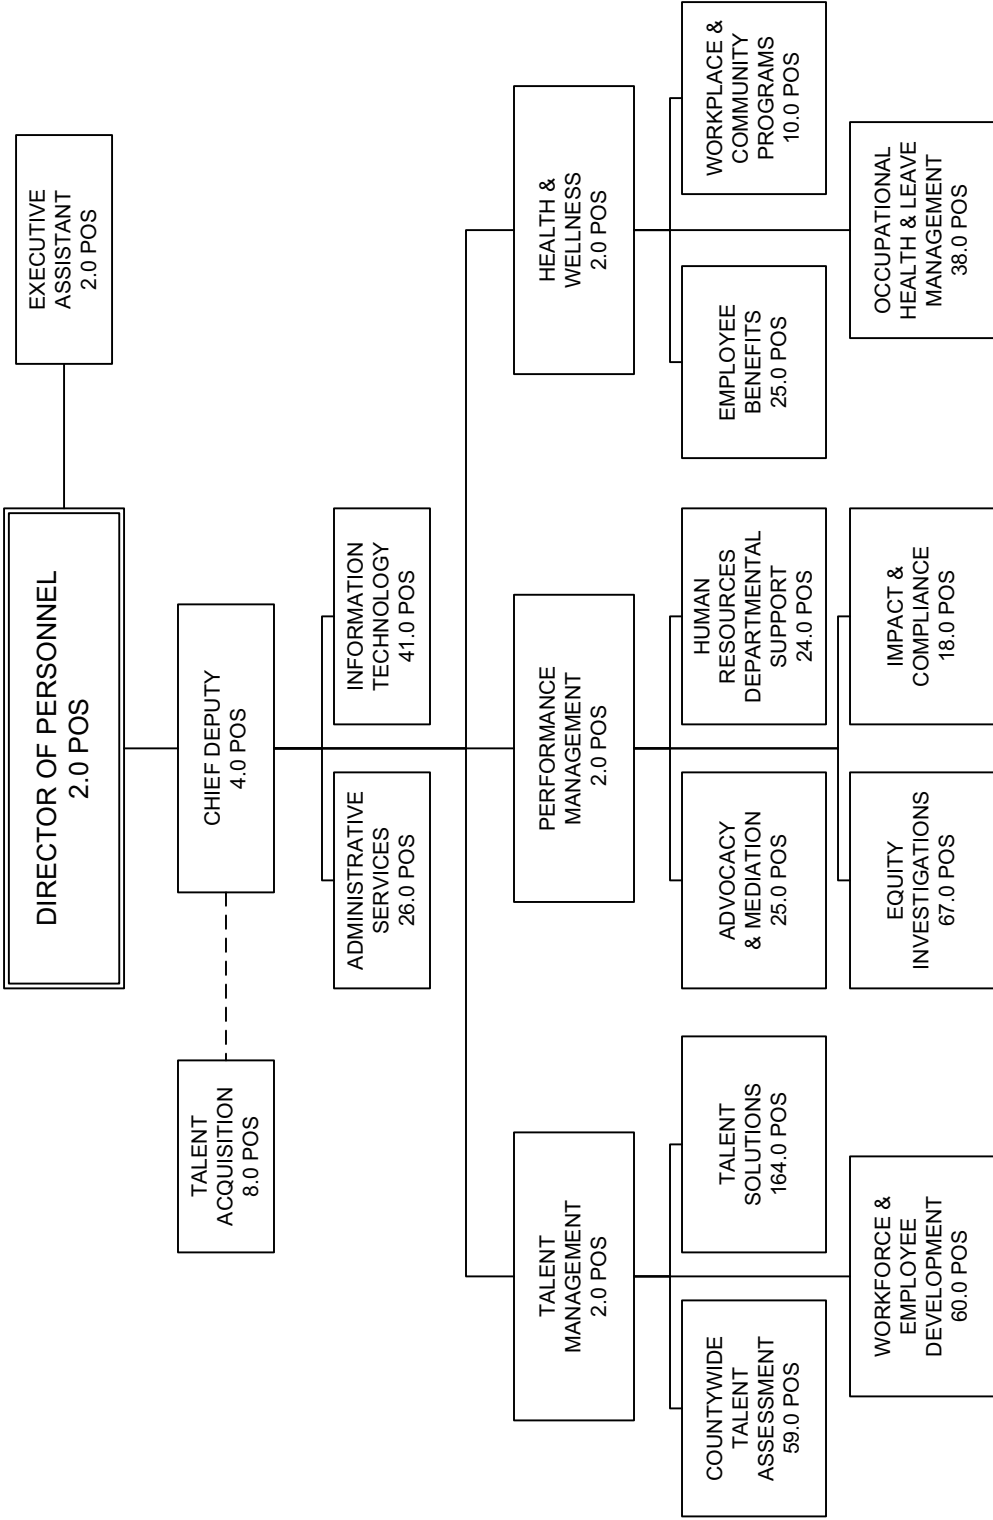 DIRECTOR OF PERSONNEL
2.0 POS
EXECUTIVE
ASSISTANT
2.0 POS
TALENT
ACQUISITION
8.0 POS
CHIEF DEPUTY
4.0 POS
ADMINISTRATIVE
SERVICES
26.0 POS
INFORMATION
TECHNOLOGY
41.0 POS
TALENT
MANAGEMENT
2.0 POS
PERFORMANCE
MANAGEMENT
2.0 POS
HEALTH &
WELLNESS
2.0 POS
COUNTYWIDE
TALENT
ASSESSMENT
59.0 POS
TALENT
SOLUTIONS
164.0 POS
ADVOCACY
& MEDIATION
25.0 POS
HUMAN
RESOURCES
DEPARTMENTAL
SUPPORT
24.0 POS
EMPLOYEE
BENEFITS
25.0 POS
WORKPLACE &
COMMUNITY
PROGRAMS
10.0 POS
WORKFORCE &
EMPLOYEE
DEVELOPMENT
60.0 POS
EQUITY
INVESTIGATIONS
67.0 POS
IMPACT &
COMPLIANCE
18.0 POS
OCCUPATIONAL
HEALTH & LEAVE
MANAGEMENT
38.0 POS